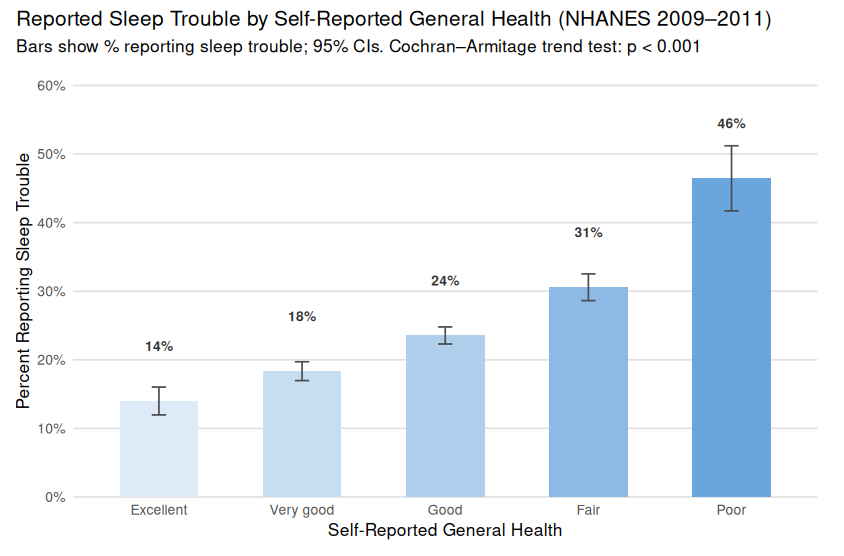 Reported Sleep Trouble by Self-Reported General Health (NHANES 2009–2011)
Bars show % reporting sleep trouble; 95% CIs. Cochran–Armitage trend test: p < 0.001
Percent Reporting Sleep Trouble
60%
50%
40%
30%
20%
10%
0%
14%
18%
24%
31%
46%
Excellent
Very good
Good
Fair
Poor
Self-Reported General Health